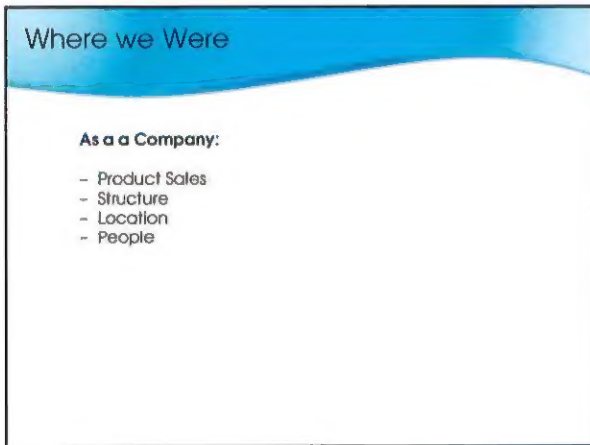 Where we Were
As a a Company:
- Product Sales
- Structure
- Location
- People